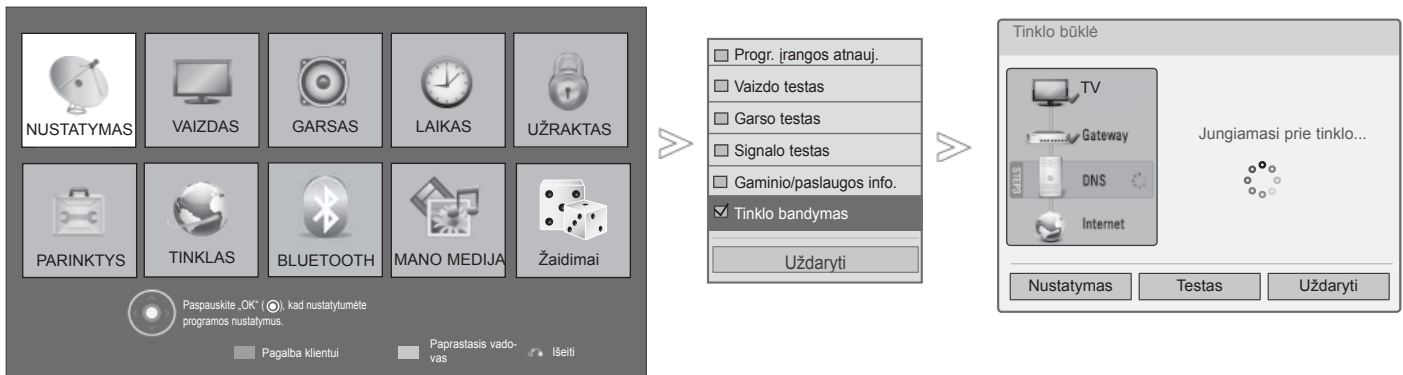 NUSTATYMAS
VAIZDAS
GARSAS
LAIKAS
UŽRAKTAS
PARINKTYS
TINKLAS
BLUETOOTH
MANO MEDIJA
Žaidimai
Paspauskite „OK“ (◉), kad nustatytumėte
programos nustatymus.
Pagalba klientui
Paprastasis vado-
vas
Išeiti
Progr. įrangos atnauj.
Vaizdo testas
Garso testas
Signalo testas
Gaminio/paslaugos info.
Tinklo bandymas
Uždaryti
Tinklo būklė
TV
Gateway
STEP3
DNS
Internet
Jungiamasi prie tinklo...
Nustatymas
Testas
Uždaryti